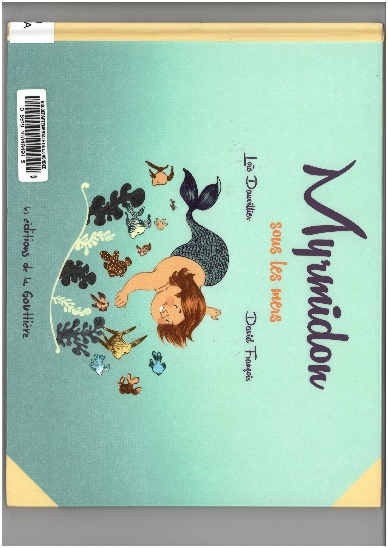 Myrmidon
sous les mers
Loïc Dauvillier
David François
les éditions de la Gouttière